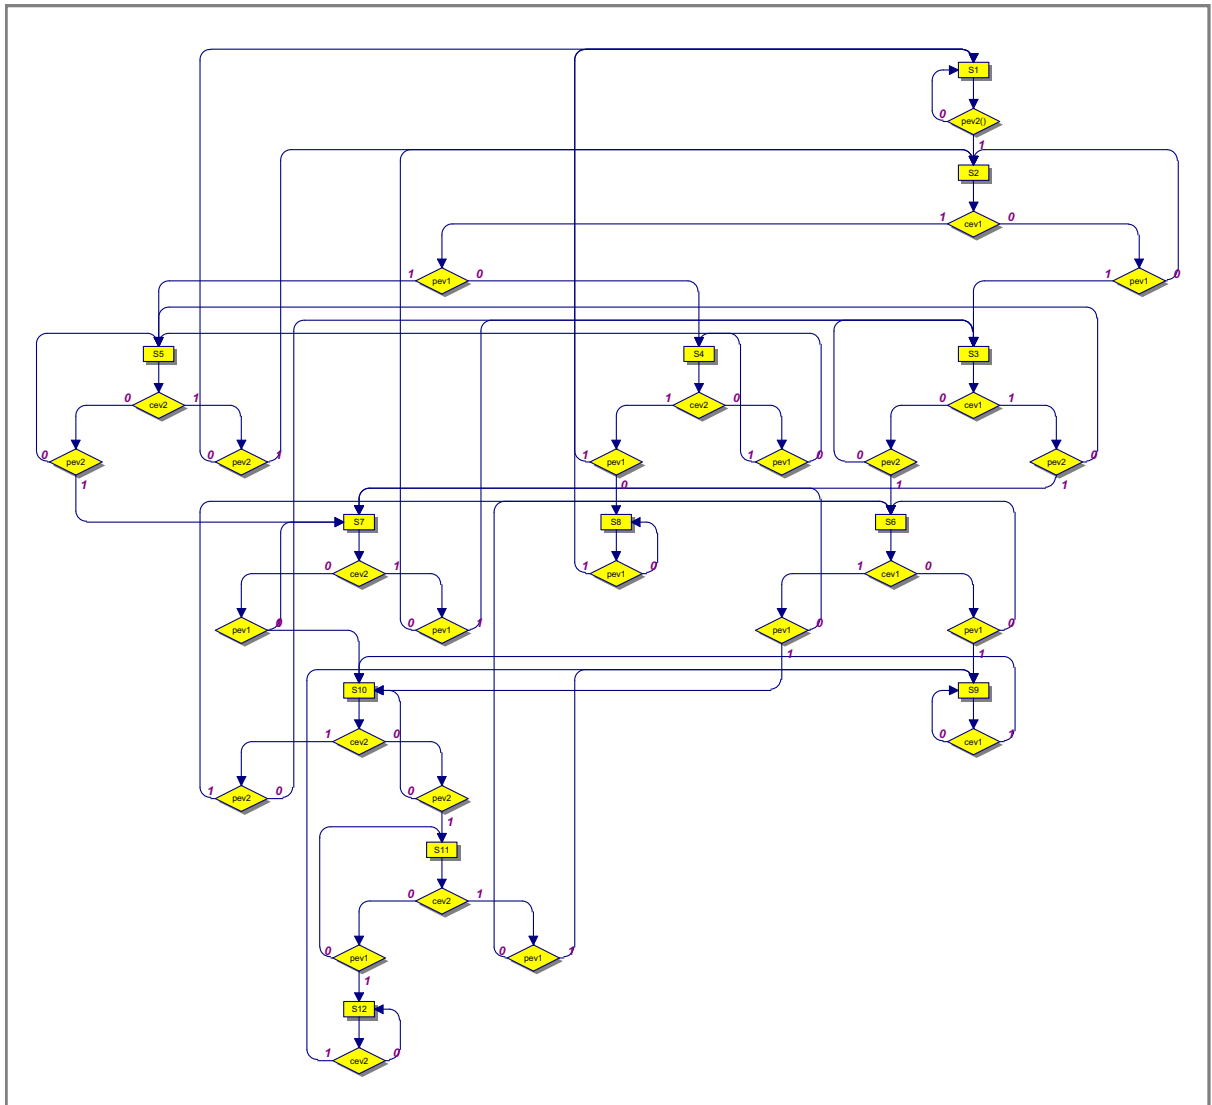 S1
0 pev2()
1
S2
1 cev1 0
1 pev1 0 1 pev1 0
S5 S4 S3
0 cev2 1 1 cev2 0 0 cev1 1
0 pev2 0 pev2 1 1 pev1 1 pev1 0 0 pev2 pev2 0
1 0 1 1
S7 S8 S6
0 cev2 1 1 pev1 0 1 cev1 0
pev1 0 0 pev1 1 pev1 0 pev1 0
1 1
S10 S9
1 cev2 0 0 cev1 1
1 pev2 0 0 pev2
1
S11
0 cev2 1
0 pev1 0 pev1 1
1
S12
1 cev2 0